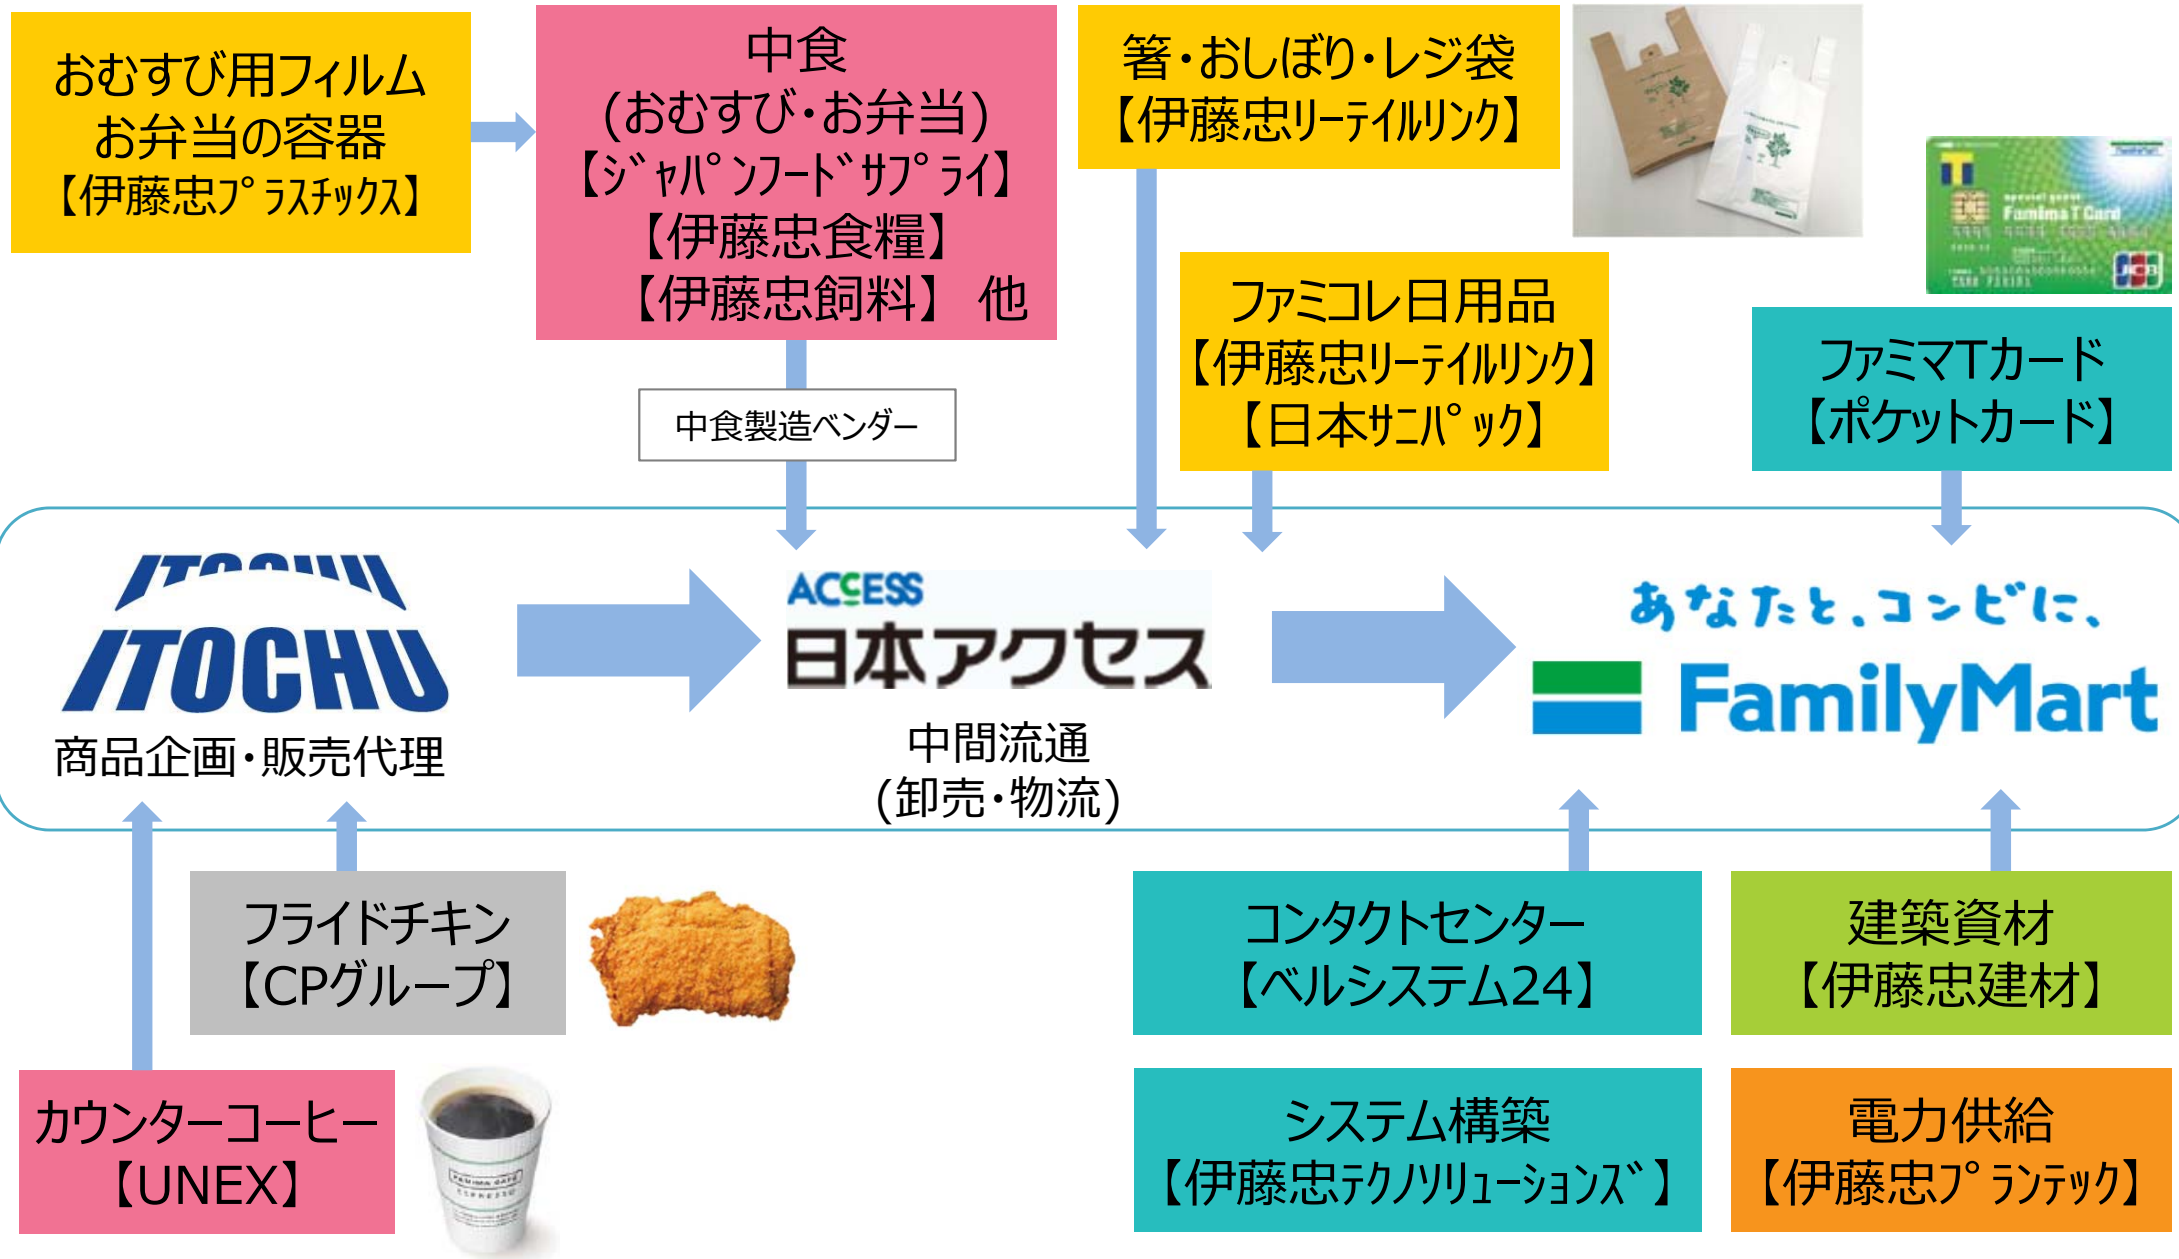 おむすび用フィルム
お弁当の容器
【伊藤忠ﾌﾟﾗｽﾁｯｸｽ】
中食
(おむすび・お弁当)
【ｼﾞｬﾊﾟﾝﾌｰﾄﾞｻﾌﾟﾗｲ】
【伊藤忠食糧】
【伊藤忠飼料】 他
中食製造ベンダー
箸・おしぼり・レジ袋
【伊藤忠ﾘｰﾃｲﾙﾘﾝｸ】
ファミコレ日用品
【伊藤忠ﾘｰﾃｲﾙﾘﾝｸ】
【日本ｻﾆﾊﾟｯｸ】
FamilyMart
special guest
Famima T Card
JCB
ファミマTカード
【ポケットカード】
ITOCHU
ITOCHU
商品企画・販売代理
ACCESS
日本アクセス
中間流通
(卸売・物流)
あなたと、コンビに、
FamilyMart
フライドチキン
【CPグループ】
カウンターコーヒー
【UNEX】
FAMIMA CAFE
ESPRESSO
コンタクトセンター
【ベルシステム24】
建築資材
【伊藤忠建材】
システム構築
【伊藤忠ﾃｸﾉｿﾘｭｰｼｮﾝｽﾞ】
電力供給
【伊藤忠ﾌﾟﾗﾝﾃｯｸ】